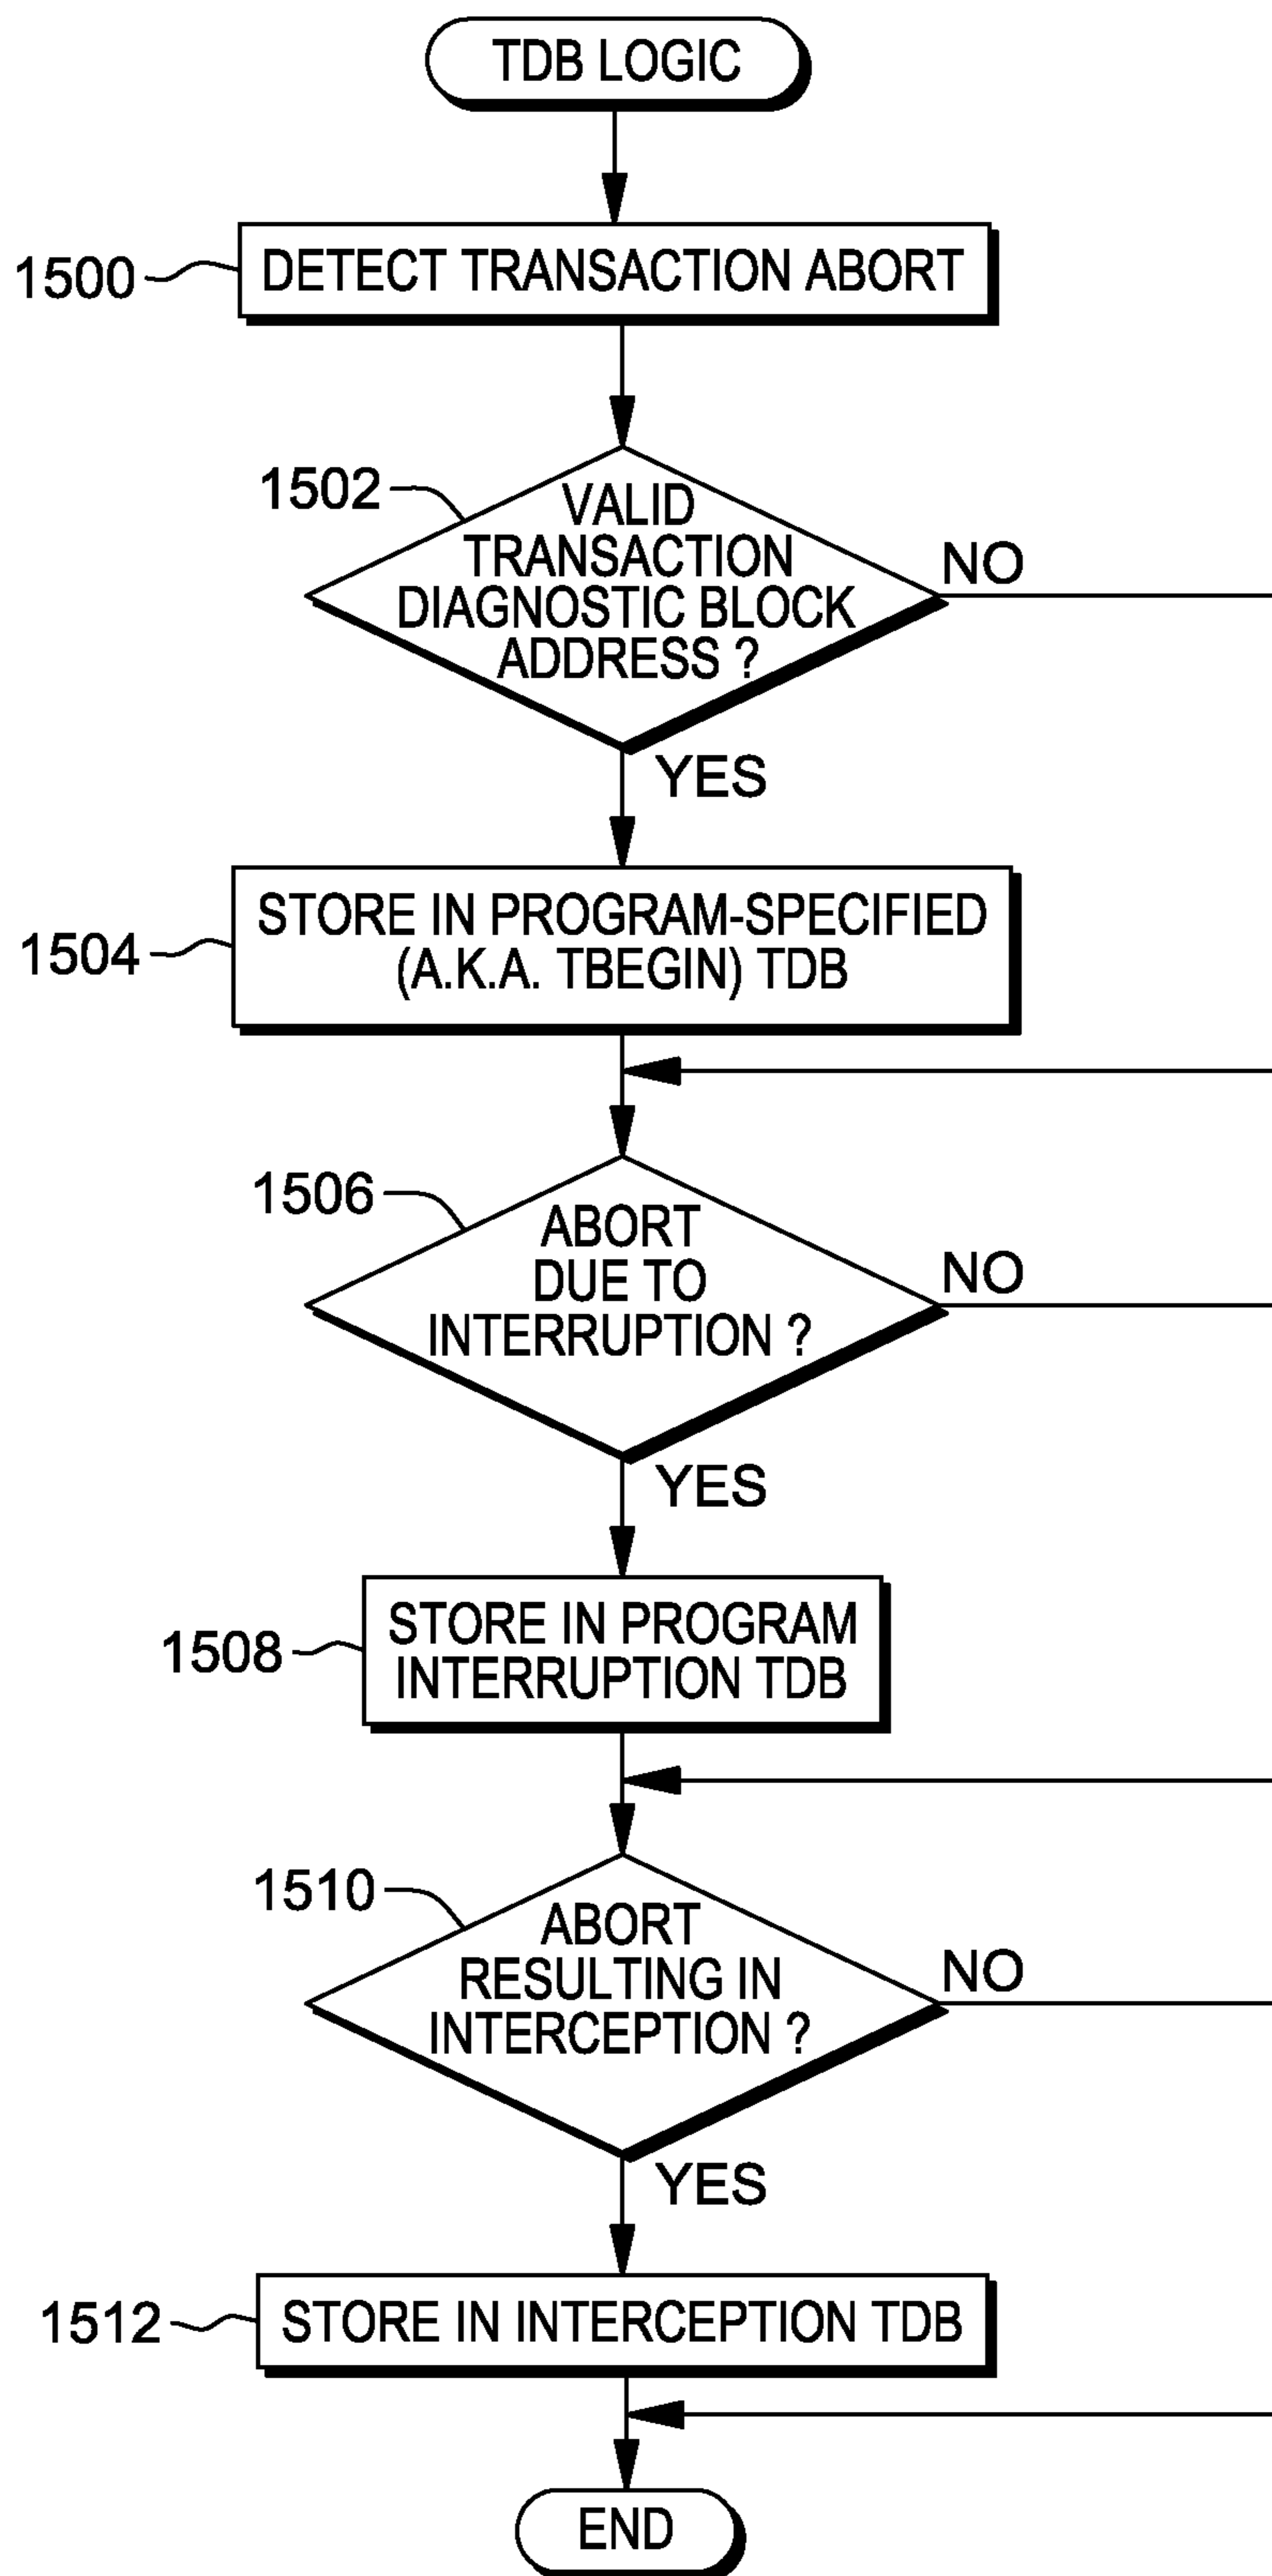 TDB LOGIC
1500
DETECT TRANSACTION ABORT
1502
VALID
TRANSACTION
DIAGNOSTIC BLOCK
ADDRESS ?
NO
YES
1504
STORE IN PROGRAM-SPECIFIED
(A.K.A. TBEGIN) TDB
1506
ABORT
DUE TO
INTERRUPTION ?
NO
YES
1508
STORE IN PROGRAM
INTERRUPTION TDB
1510
ABORT
RESULTING IN
INTERCEPTION ?
NO
YES
1512
STORE IN INTERCEPTION TDB
END